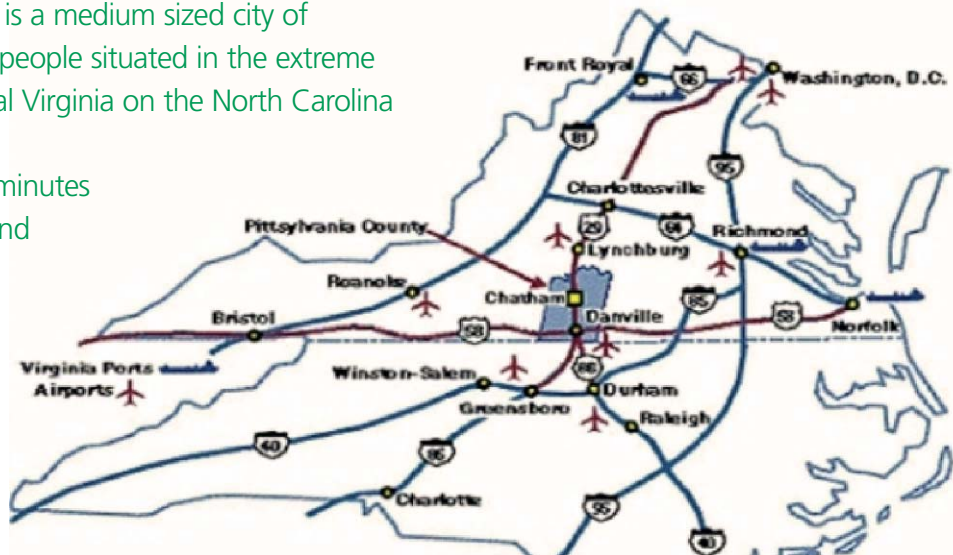 is a medium sized city of
people situated in the extreme
al Virginia on the North Carolina
minutes
nd
Front Royal
66
Washington, D.C.
81
95
Charlottesville
Pittsylvania County
29
64
Richmond
Lynchburg
Roanoke
Chatham
85
Bristol
58
Danville
58
Norfolk
Virginia Ports
Airports
Winston-Salem
86
Durham
Greensboro
Raleigh
40
85
Charlotte
95
40